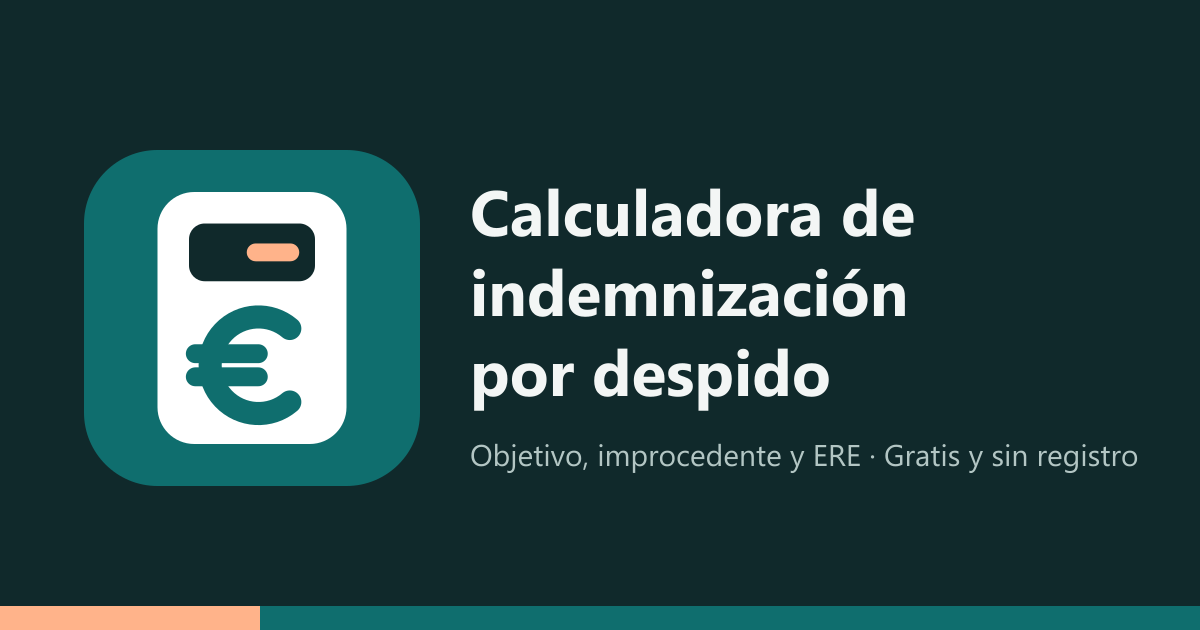 Calculadora de
indemnización
por despido
Objetivo, improcedente y ERE · Gratis y sin registro
€